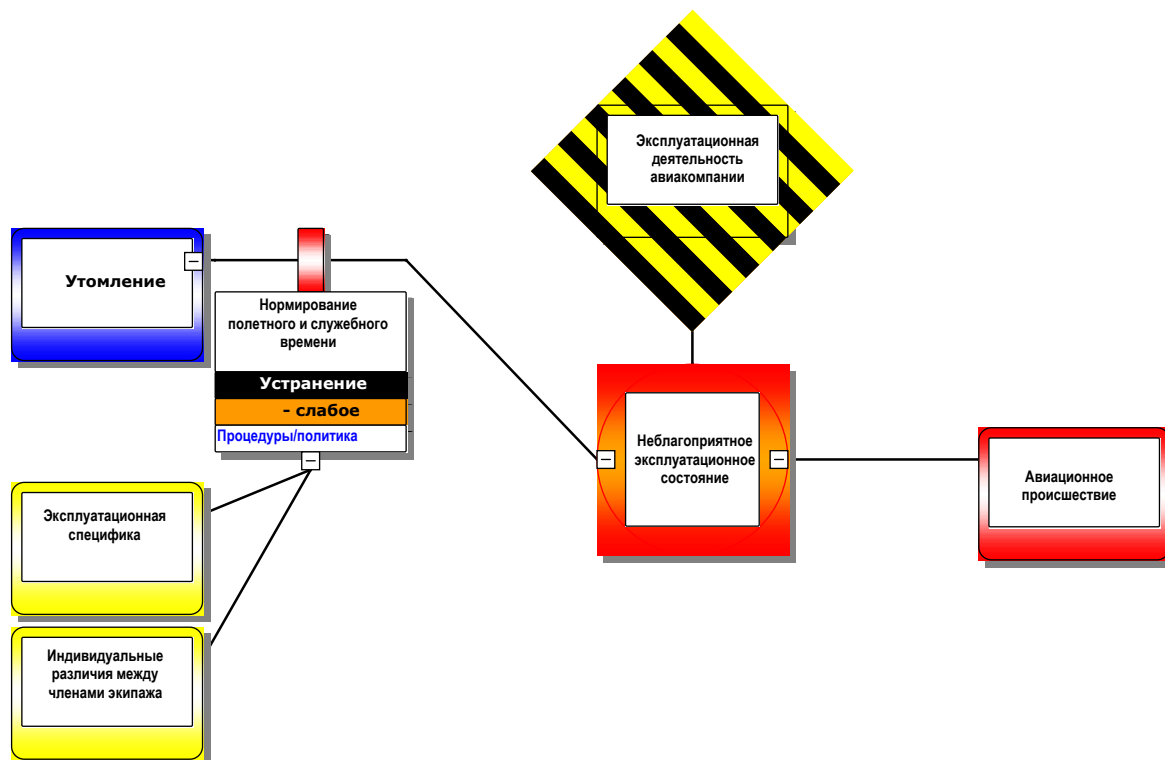 Эксплуатационная
деятельность
авиакомпании
Утомление
Нормирование
полетного и служебного
времени
Устранение
- слабое
Процедуры/политика
Неблагоприятное
эксплуатационное
состояние
Авиационное
происшествие
Эксплуатационная
специфика
Индивидуальные
различия между
членами экипажа